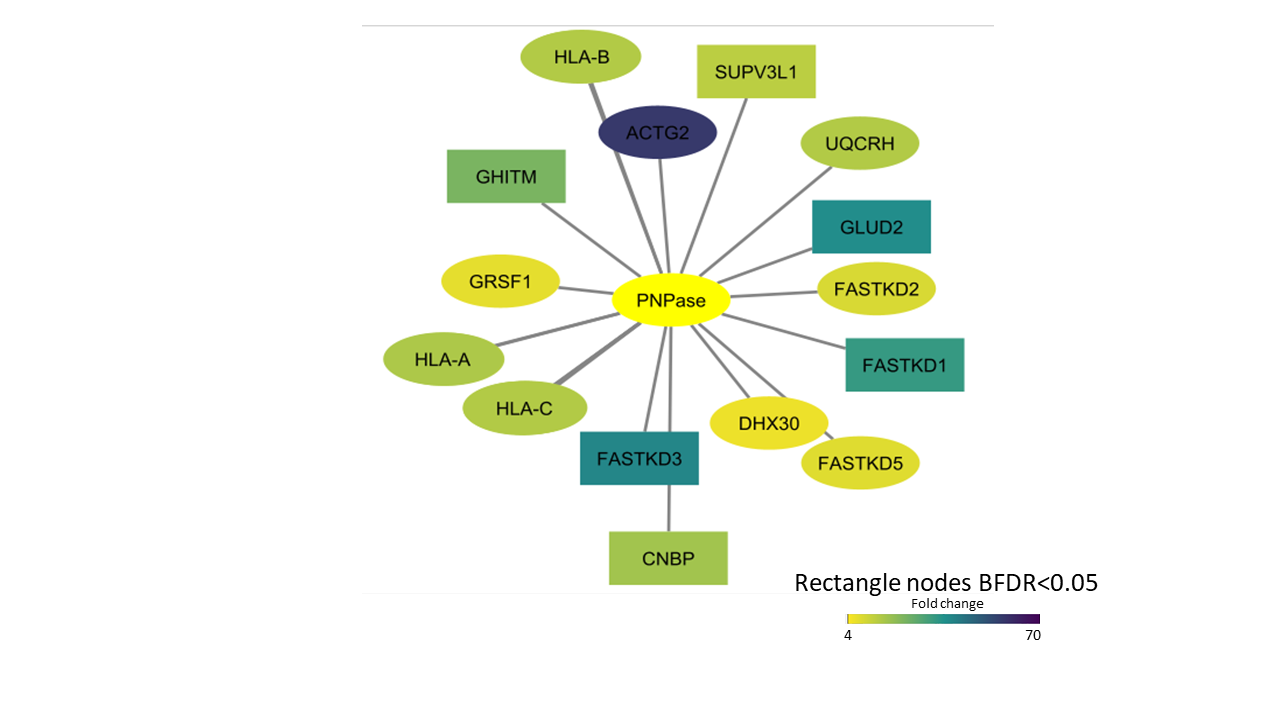 HLA-B
SUPV3L1
ACTG2
UQCRH
GHITM
GLUD2
GRSF1
FASTKD2
PNPase
HLA-A
FASTKD1
HLA-C
DHX30
FASTKD3
FASTKD5
CNBP
Rectangle nodes BFDR<0.05
Fold change
4 70